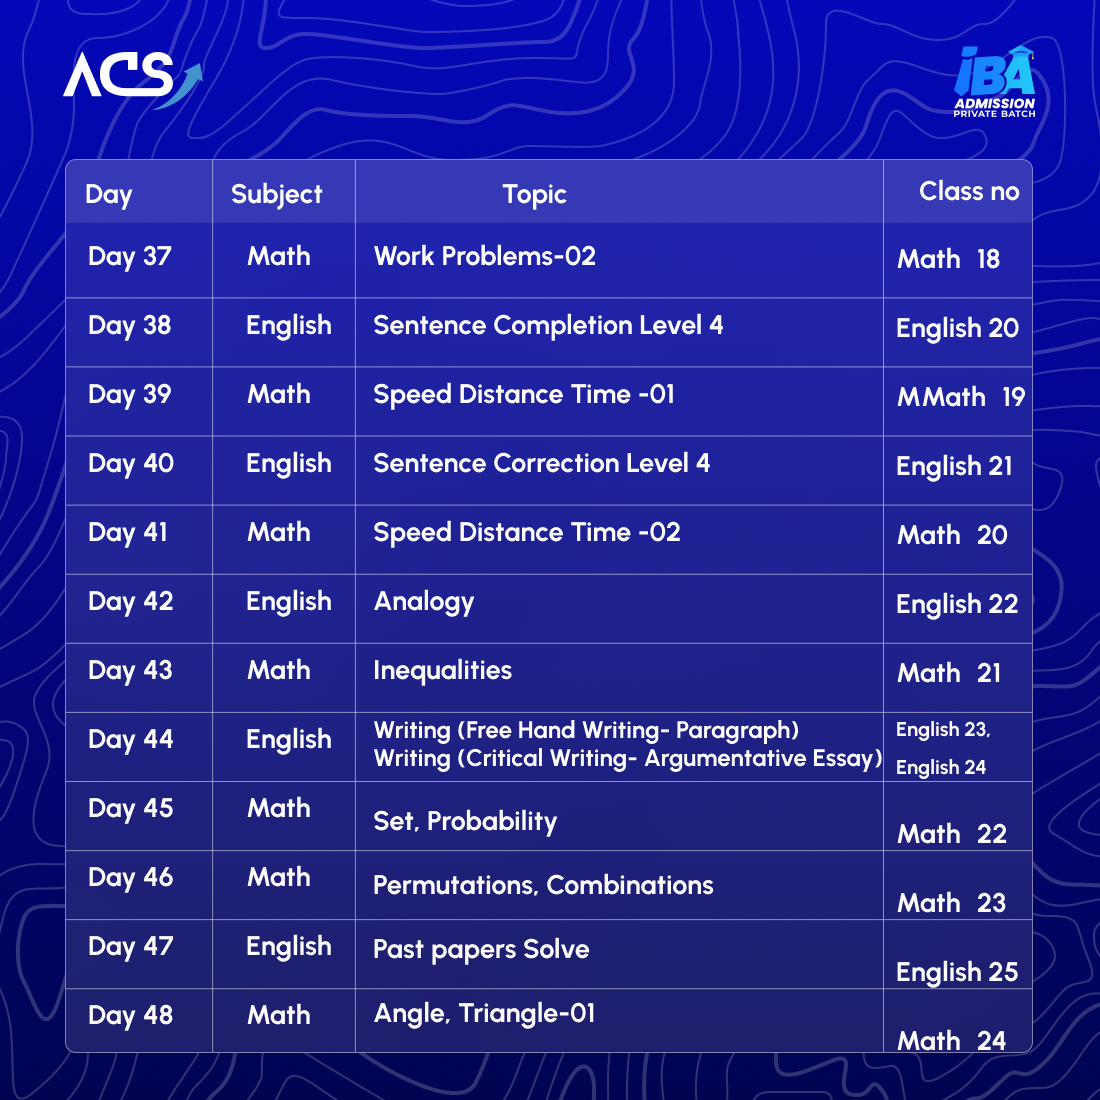 ACS
iBA
ADMISSION
PRIVATE BATCH
Day Subject Topic Class no
Day 37 Math Work Problems-02 Math 18
Day 38 English Sentence Completion Level 4 English 20
Day 39 Math Speed Distance Time -01 MMath 19
Day 40 English Sentence Correction Level 4 English 21
Day 41 Math Speed Distance Time -02 Math 20
Day 42 English Analogy English 22
Day 43 Math Inequalities Math 21
Day 44 English Writing (Free Hand Writing- Paragraph) English 23,
Writing (Critical Writing- Argumentative Essay) English 24
Day 45 Math Set, Probability Math 22
Day 46 Math Permutations, Combinations Math 23
Day 47 English Past papers Solve English 25
Day 48 Math Angle, Triangle-01 Math 24